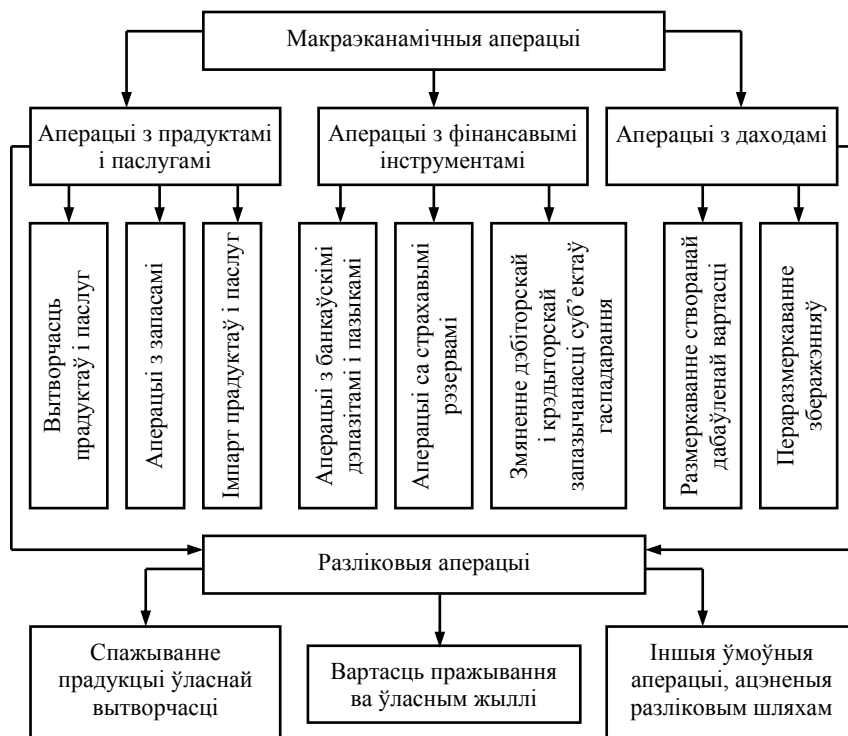 Макраэканамічныя аперацыі
Аперацыі з прадуктамі
і паслугамі
Аперацыі з фінансавымі
інструментамі
Аперацыі з даходамі
Вытворчасць
прадуктаў і паслуг
Аперацыі з запасамі
Імпарт прадуктаў і паслуг
Аперацыі з банкаўскімі
дэпазітамі і пазыкамі
Аперацыі са страхавымі
рэзервамі
Змяненне дэбіторскай
і крэдыторскай
запазычанасці суб’ектаў
гаспадарання
Размеркаванне створанай
дабаўленай вартасці
Пераразмеркаванне
зберажэнняў
Разліковыя аперацыі
Спажыванне
прадукцыі ўласнай
вытворчасці
Вартасць пражывання
ва ўласным жыллі
Іншыя ўмоўныя
аперацыі, ацэненыя
разліковым шляхам